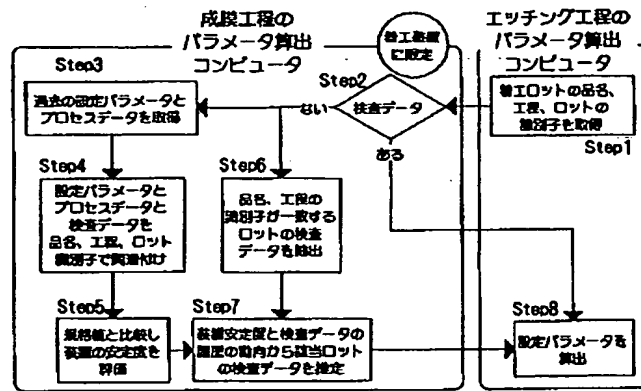 成膜工程の
パラメータ算出
コンピュータ
着工装置
に設定
エッチング工程の
パラメータ算出
コンピュータ
Step3
過去の設定パラメータと
プロセスデータを取得
Step2
検査データ
ない
ある
着工ロットの品名、
工程、ロットの
識別子を取得
Step1
Step4
設定パラメータと
プロセスデータと
検査データを
品名、工程、ロット
識別子で関連付け
Step6
品名、工程の
識別子が一致する
ロットの検査
データを抽出
Step5
規格値と比較し
装置の安定度を
評価
Step7
装置安定度と検査データの
履歴の傾向から該当ロット
の検査データを推定
Step8
設定パラメータを
算出